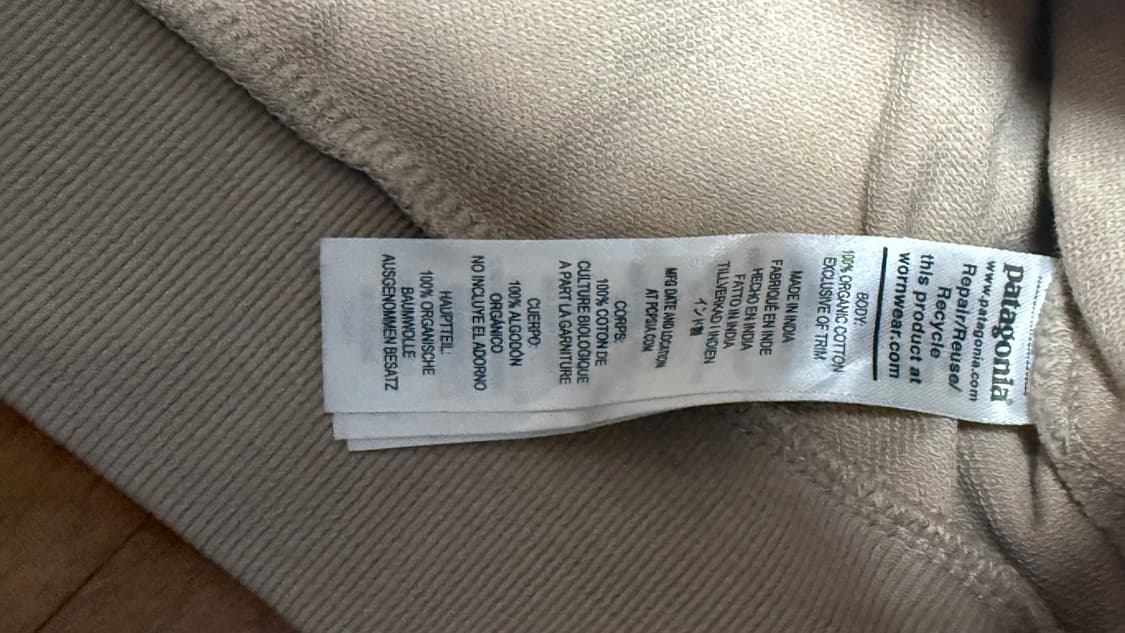 patagonia®
www.patagonia.com
Repair/Reuse/
Recycle
this product at
wornwear.com
BODY:
100% ORGANIC COTTON
EXCLUSIVE OF TRIM
MADE IN INDIA
FABRIQUÉ EN INDE
HECHO EN INDIA
FATTO IN INDIA
TILLVERKAD I INDIEN
インド製
MFG DATE AND LOCATION
AT POPGIA.COM
CORPS:
100% COTON DE
CULTURE BIOLOGIQUE
A PART LA GARNITURE
CUERPO:
100% ALGODÓN
ORGÁNICO
NO INCLUYE EL ADORNO
HAUPTTEIL:
100% ORGANISCHE
BAUMWOLLE
AUSGENOMMEN BESATZ